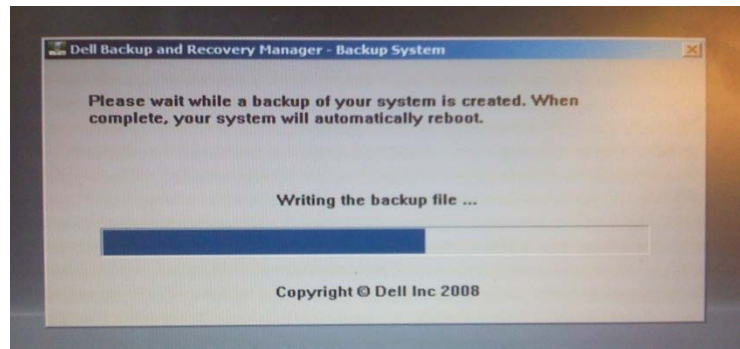 Dell Backup and Recovery Manager - Backup System
Please wait while a backup of your system is created. When
complete, your system will automatically reboot.
Writing the backup file ...
Copyright © Dell Inc 2008